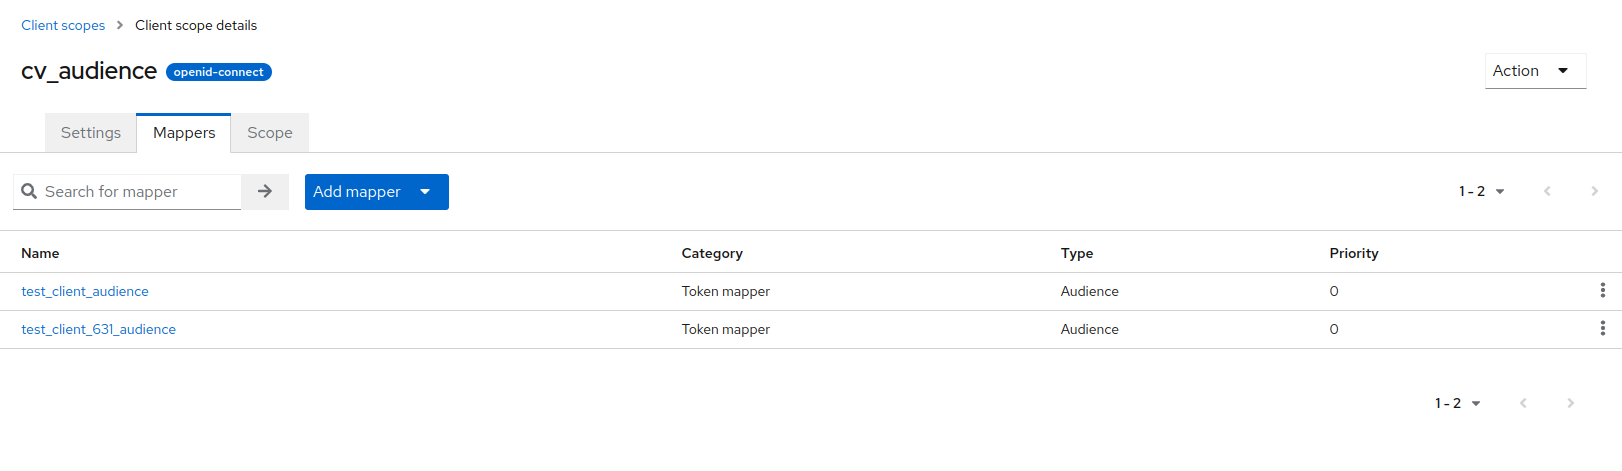 Client scopes > Client scope details
cv_audience openid-connect
Action
Settings Mappers Scope
Search for mapper Add mapper 1 - 2
Name Category Type Priority
test_client_audience Token mapper Audience 0
test_client_631_audience Token mapper Audience 0
1 - 2